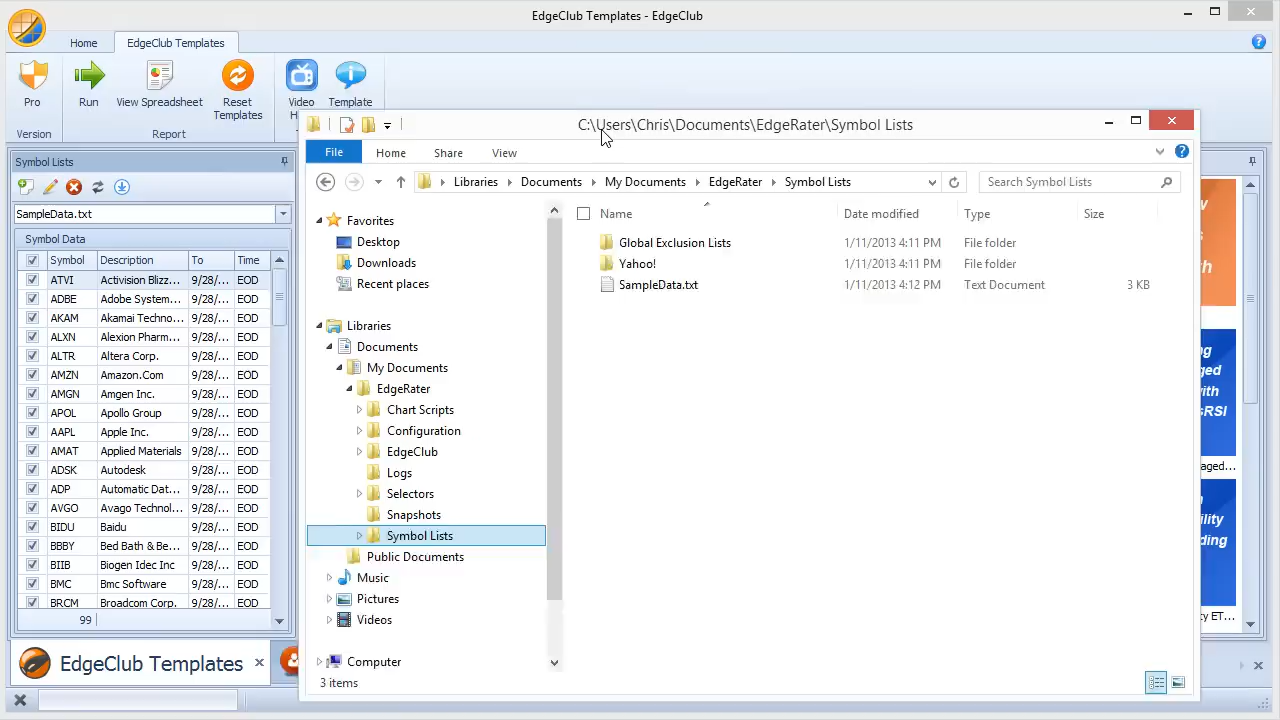 EdgeClub Templates - EdgeClub
Home
EdgeClub Templates
Pro
Run
View Spreadsheet
Reset
Templates
Video
Template
Version
Report
C:\Users\Chris\Documents\EdgeRater\Symbol Lists
File
Home
Share
View
Libraries
Documents
My Documents
EdgeRater
Symbol Lists
Search Symbol Lists
Symbol Lists
SampleData.txt
Symbol Data
Symbol Description To Time
ATVI Activision Blizz... 9/28/... EOD
ADBE Adobe System... 9/28/... EOD
AKAM Akamai Techno... 9/28/... EOD
ALXN Alexion Pharm... 9/28/... EOD
ALTR Altera Corp. 9/28/... EOD
AMZN Amazon.Com 9/28/... EOD
AMGN Amgen Inc. 9/28/... EOD
APOL Apollo Group 9/28/... EOD
AAPL Apple Inc. 9/28/... EOD
AMAT Applied Materials 9/28/... EOD
ADSK Autodesk 9/28/... EOD
ADP Automatic Dat... 9/28/... EOD
AVGO Avago Technol... 9/28/... EOD
BIDU Baidu 9/28/... EOD
BBBY Bed Bath & Be... 9/28/... EOD
BIIB Biogen Idec Inc 9/28/... EOD
BMC Bmc Software 9/28/... EOD
BRCM Broadcom Corp. 9/28/... EOD
99
EdgeClub Templates
Favorites
Desktop
Downloads
Recent places
Libraries
Documents
My Documents
EdgeRater
Chart Scripts
Configuration
EdgeClub
Logs
Selectors
Snapshots
Symbol Lists
Public Documents
Music
Pictures
Videos
Computer
3 items
Name Date modified Type Size
Global Exclusion Lists 1/11/2013 4:11 PM File folder
Yahoo! 1/11/2013 4:11 PM File folder
SampleData.txt 1/11/2013 4:12 PM Text Document 3 KB